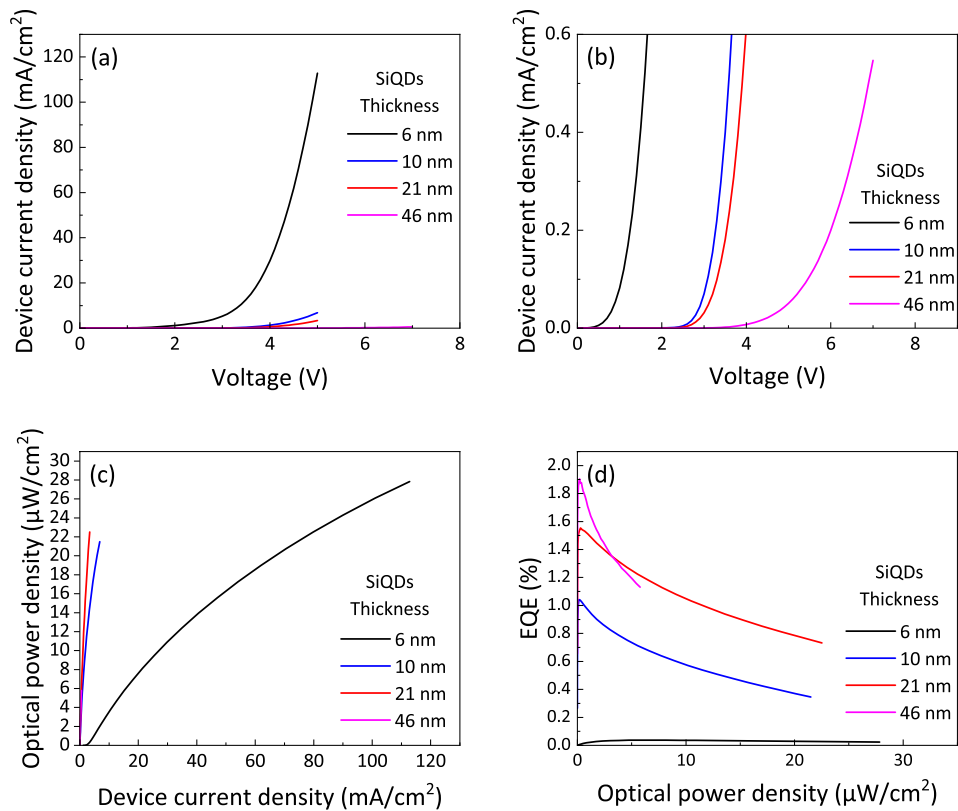 (a)
Device current density (mA/cm²)
120
100
80
60
40
20
0
0 2 4 6 8
Voltage (V)
SiQDs
Thickness
6 nm
10 nm
21 nm
46 nm
(b)
Device current density (mA/cm²)
0.6
0.4
0.2
0.0
0 2 4 6 8
Voltage (V)
SiQDs
Thickness
6 nm
10 nm
21 nm
46 nm
(c)
Optical power density (μW/cm²)
30
28
26
24
22
20
18
16
14
12
10
8
6
4
2
0
0 20 40 60 80 100 120
Device current density (mA/cm²)
SiQDs
Thickness
6 nm
10 nm
21 nm
46 nm
(d)
EQE (%)
2.0
1.8
1.6
1.4
1.2
1.0
0.8
0.6
0.4
0.2
0.0
0 10 20 30
Optical power density (μW/cm²)
SiQDs
Thickness
6 nm
10 nm
21 nm
46 nm